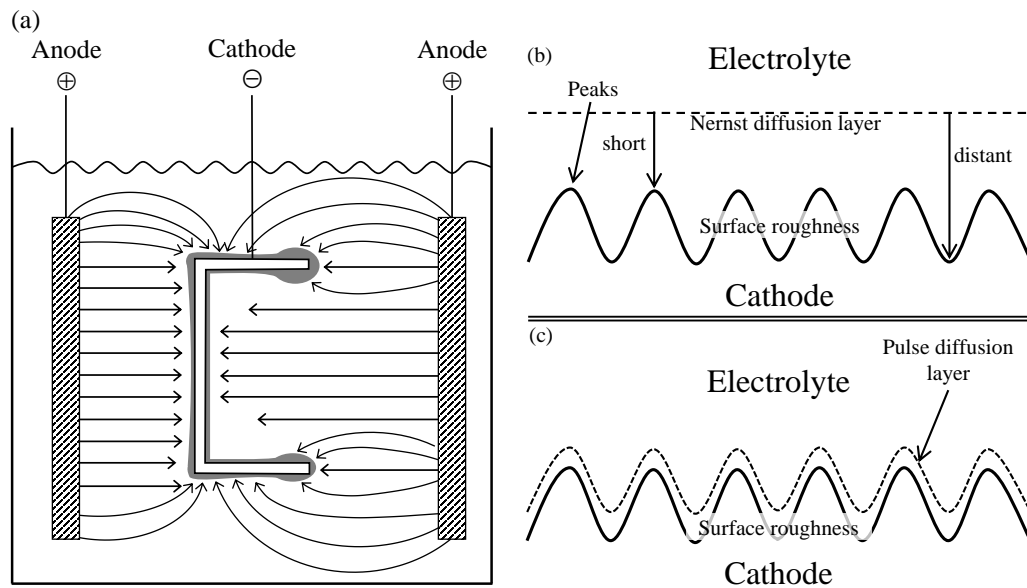 (a)
Anode
Cathode
Anode
⊕
⊖
⊕
(b)
Electrolyte
Peaks
Nernst diffusion layer
short
distant
Surface roughness
Cathode
(c)
Pulse diffusion
layer
Electrolyte
Surface roughness
Cathode